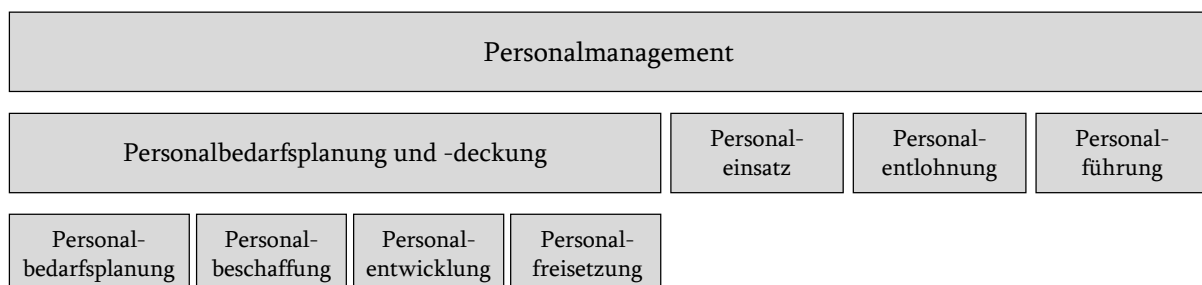 Personalmanagement
Personalbedarfsplanung und -deckung
Personal-
einsatz
Personal-
entlohnung
Personal-
führung
Personal-
bedarfsplanung
Personal-
beschaffung
Personal-
entwicklung
Personal-
freisetzung